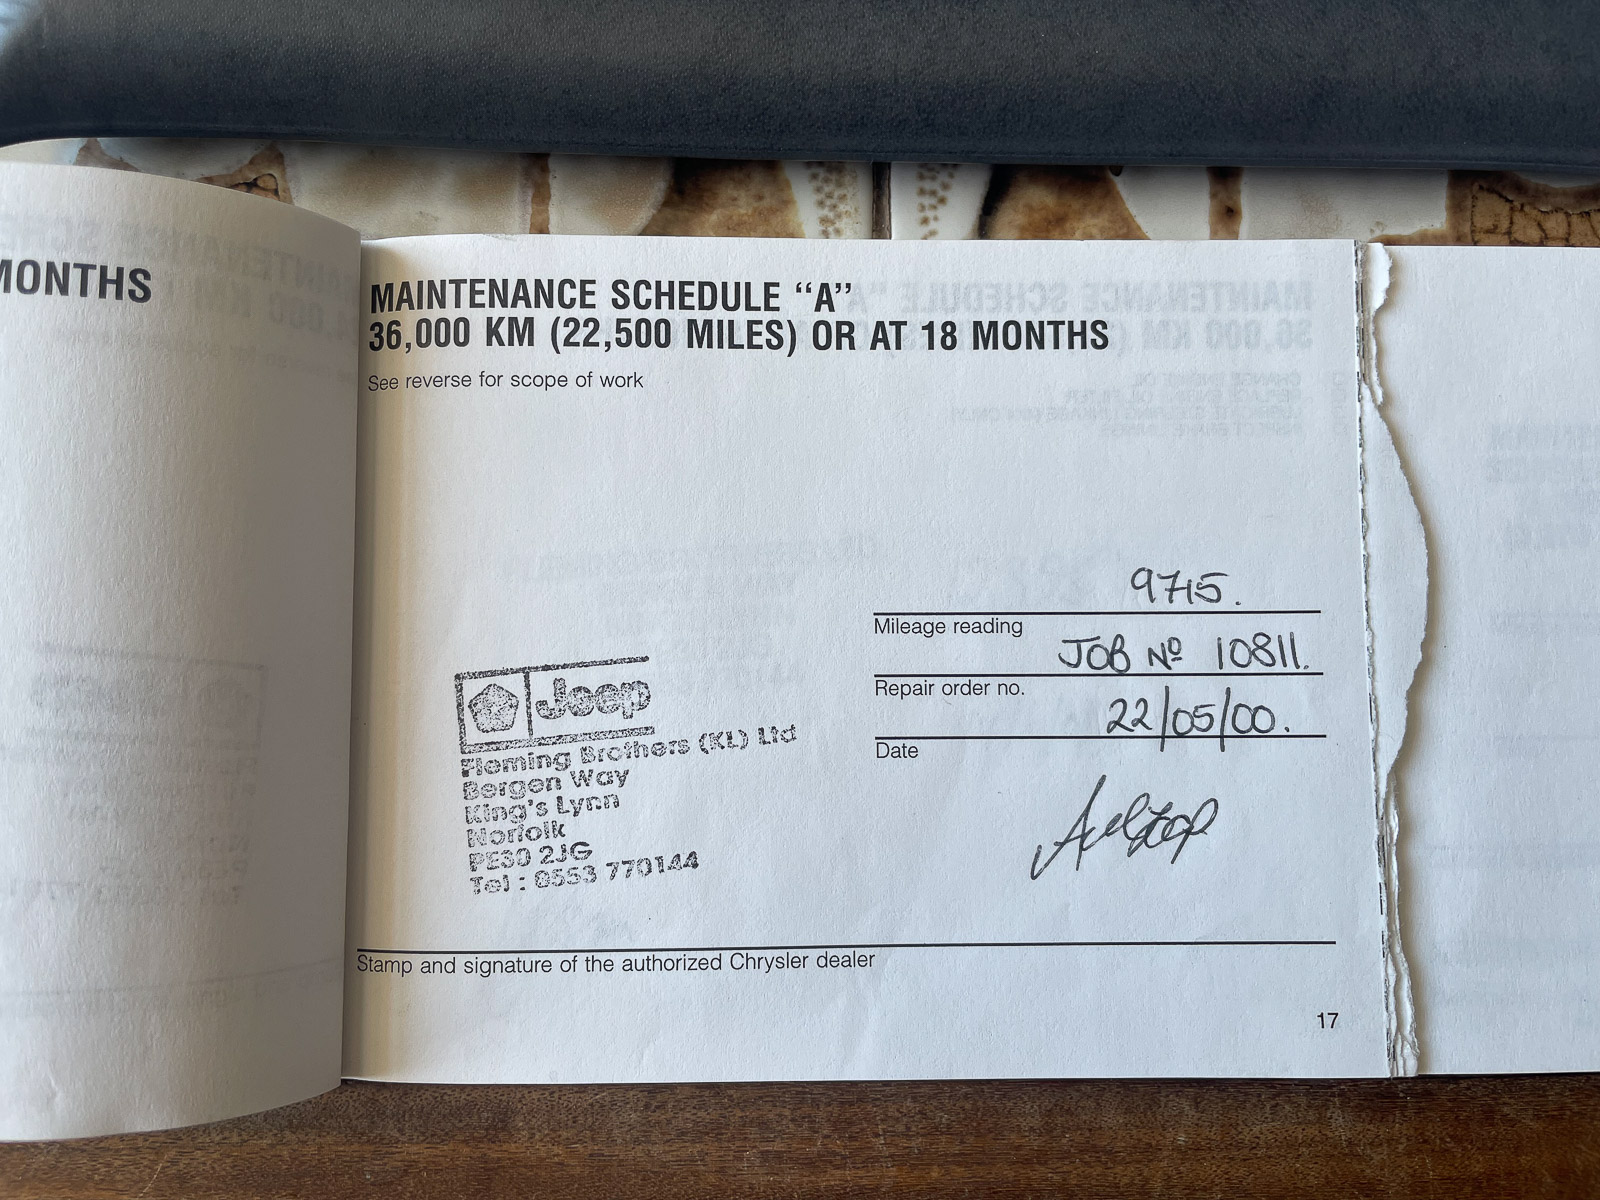 MONTHS
MAINTENANCE SCHEDULE “A”
36,000 KM (22,500 MILES) OR AT 18 MONTHS
See reverse for scope of work
9715.
Mileage reading
JOB Nº 10811.
Repair order no.
22/05/00.
Date
Jeep
Fleming Brothers (KL) Ltd
Bergen Way
King's Lynn
Norfolk
PE30 2JG
Tel : 0553 770144
Stamp and signature of the authorized Chrysler dealer
17